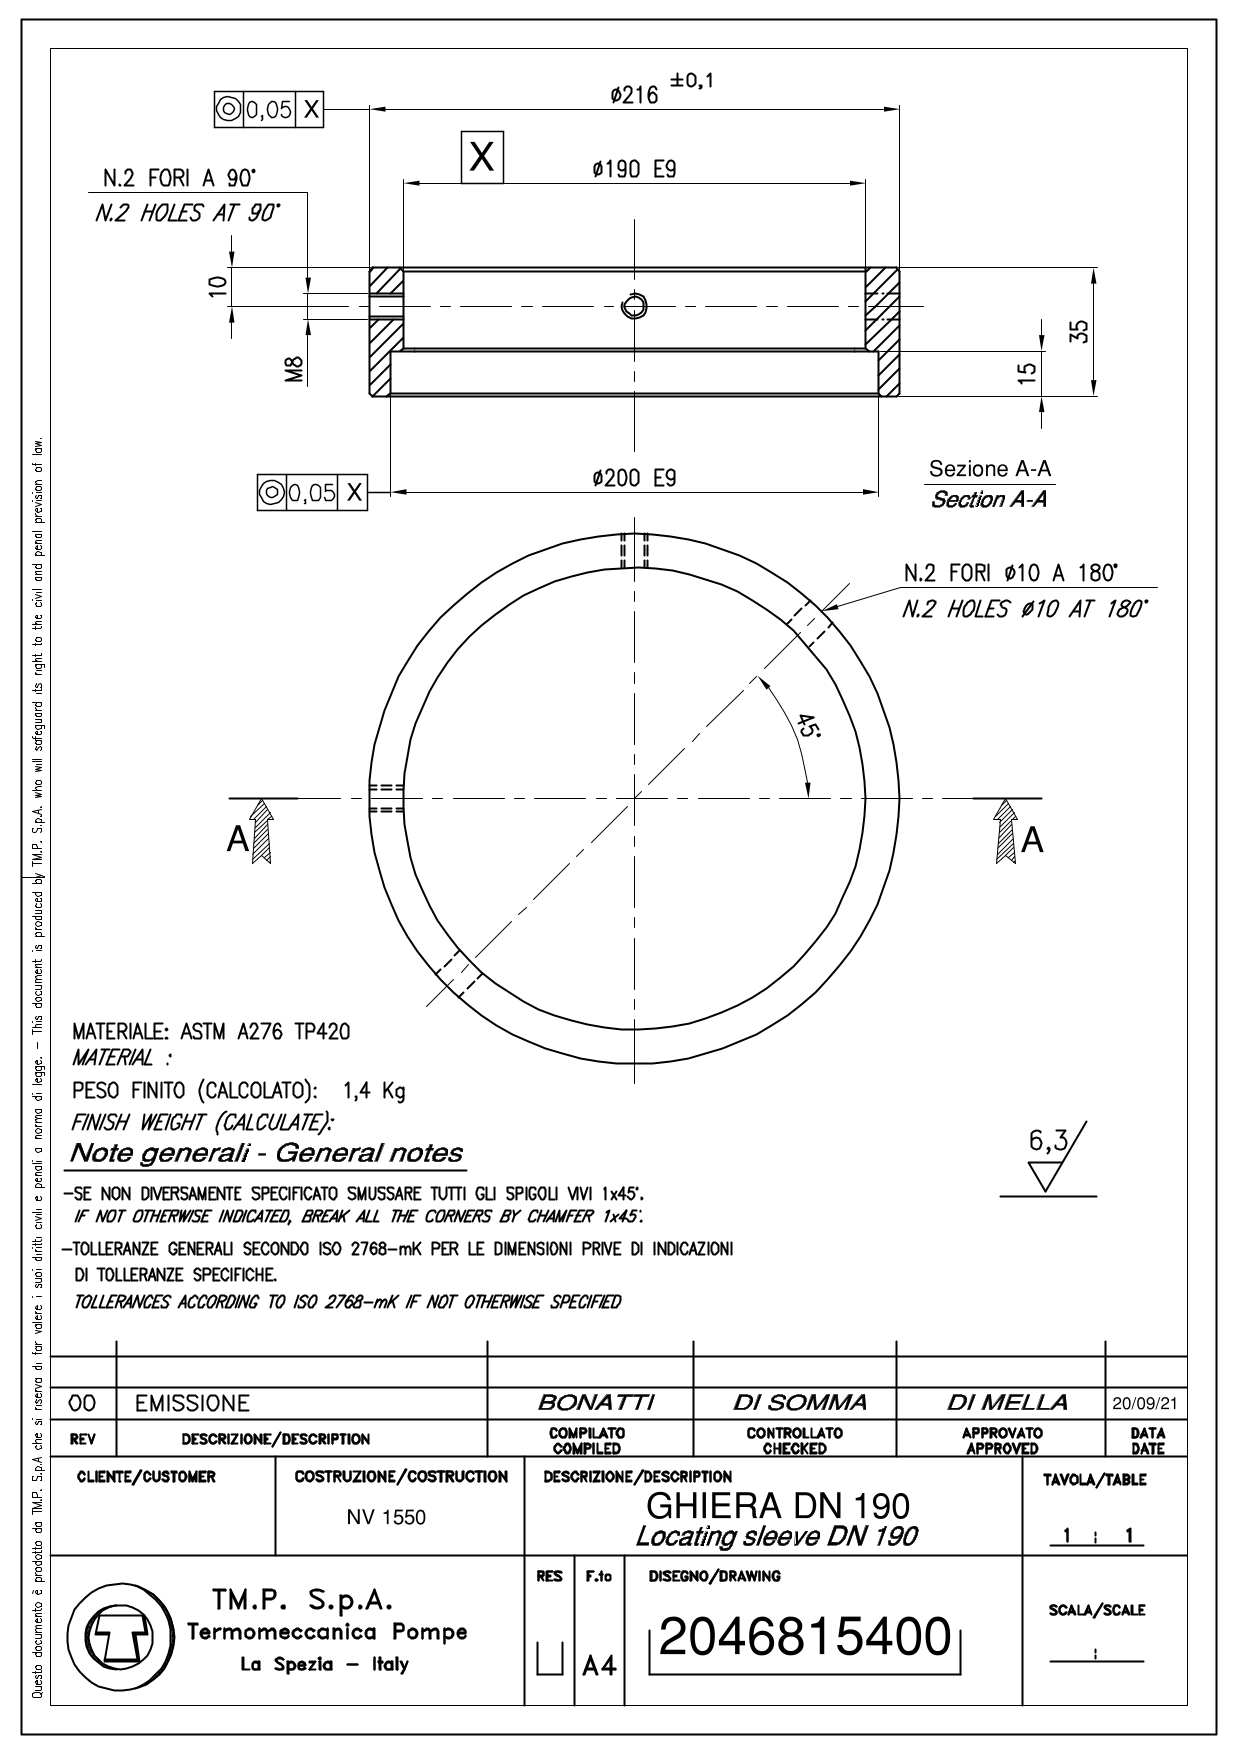 ø216 ±0,1
0,05 X
X
ø190 E9
N.2 FORI A 90°
N.2 HOLES AT 90°
10
M8
35
15
ø200 E9
0,05 X
Sezione A-A
Section A-A
N.2 FORI ø10 A 180°
N.2 HOLES ø10 AT 180°
45°
A
A
MATERIALE: ASTM A276 TP420
MATERIAL :
PESO FINITO (CALCOLATO): 1,4 Kg
FINISH WEIGHT (CALCULATE):
Note generali - General notes
6,3
-SE NON DIVERSAMENTE SPECIFICATO SMUSSARE TUTTI GLI SPIGOLI VIVI 1x45°.
IF NOT OTHERWISE INDICATED, BREAK ALL THE CORNERS BY CHAMFER 1x45°.
-TOLLERANZE GENERALI SECONDO ISO 2768-mK PER LE DIMENSIONI PRIVE DI INDICAZIONI
DI TOLLERANZE SPECIFICHE.
TOLLERANCES ACCORDING TO ISO 2768-mK IF NOT OTHERWISE SPECIFIED
Questo documento è prodotto da TM.P. S.p.A che si riserva di far valere i suoi diritti civili e penali a norma di legge. - This document is produced by TM.P. S.p.A. who will safeguard its right to the civil and penal prevision of law.
00 EMISSIONE BONATTI DI SOMMA DI MELLA 20/09/21
REV DESCRIZIONE/DESCRIPTION COMPILATO CONTROLLATO APPROVATO DATA
COMPILED CHECKED APPROVED DATE
CLIENTE/CUSTOMER COSTRUZIONE/COSTRUCTION DESCRIZIONE/DESCRIPTION TAVOLA/TABLE
NV 1550
GHIERA DN 190
Locating sleeve DN 190
1 : 1
TM.P. S.p.A.
Termomeccanica Pompe
La Spezia - Italy
RES F.to DISEGNO/DRAWING
A4
2046815400
SCALA/SCALE
: